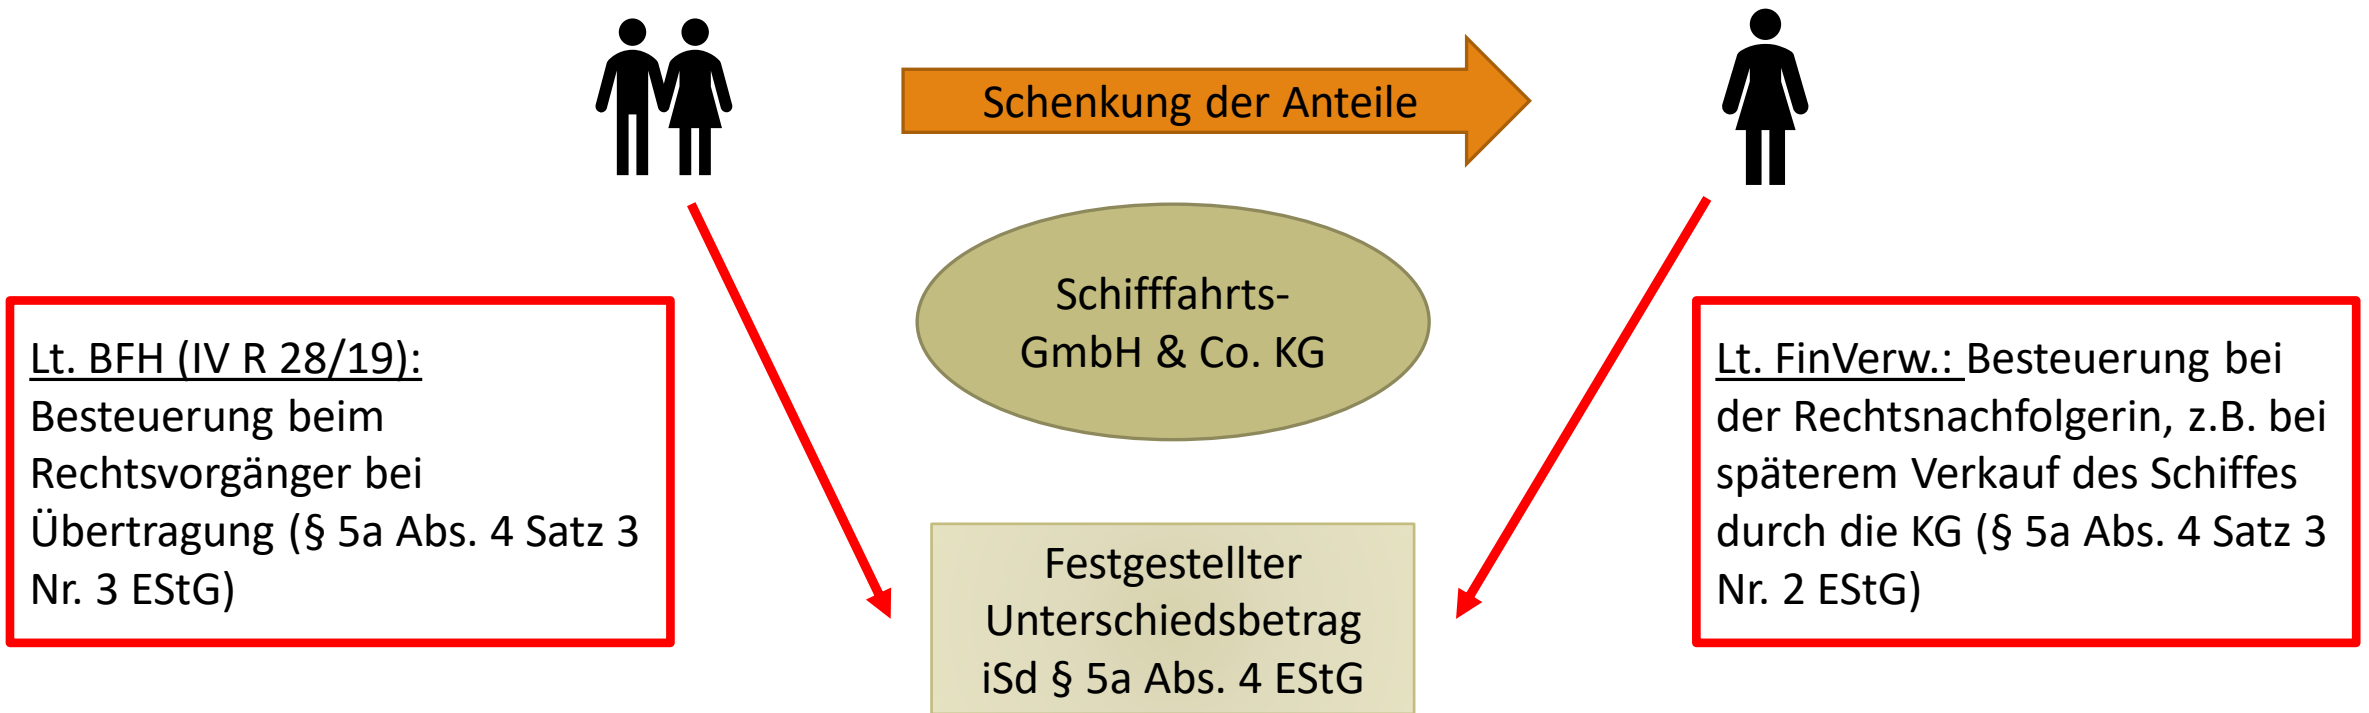 Schenkung der Anteile
Schifffahrts-
GmbH & Co. KG
Lt. BFH (IV R 28/19):
Besteuerung beim
Rechtsvorgänger bei
Übertragung (§ 5a Abs. 4 Satz 3
Nr. 3 EStG)
Lt. FinVerw.: Besteuerung bei
der Rechtsnachfolgerin, z.B. bei
späterem Verkauf des Schiffes
durch die KG (§ 5a Abs. 4 Satz 3
Nr. 2 EStG)
Festgestellter
Unterschiedsbetrag
iSd § 5a Abs. 4 EStG